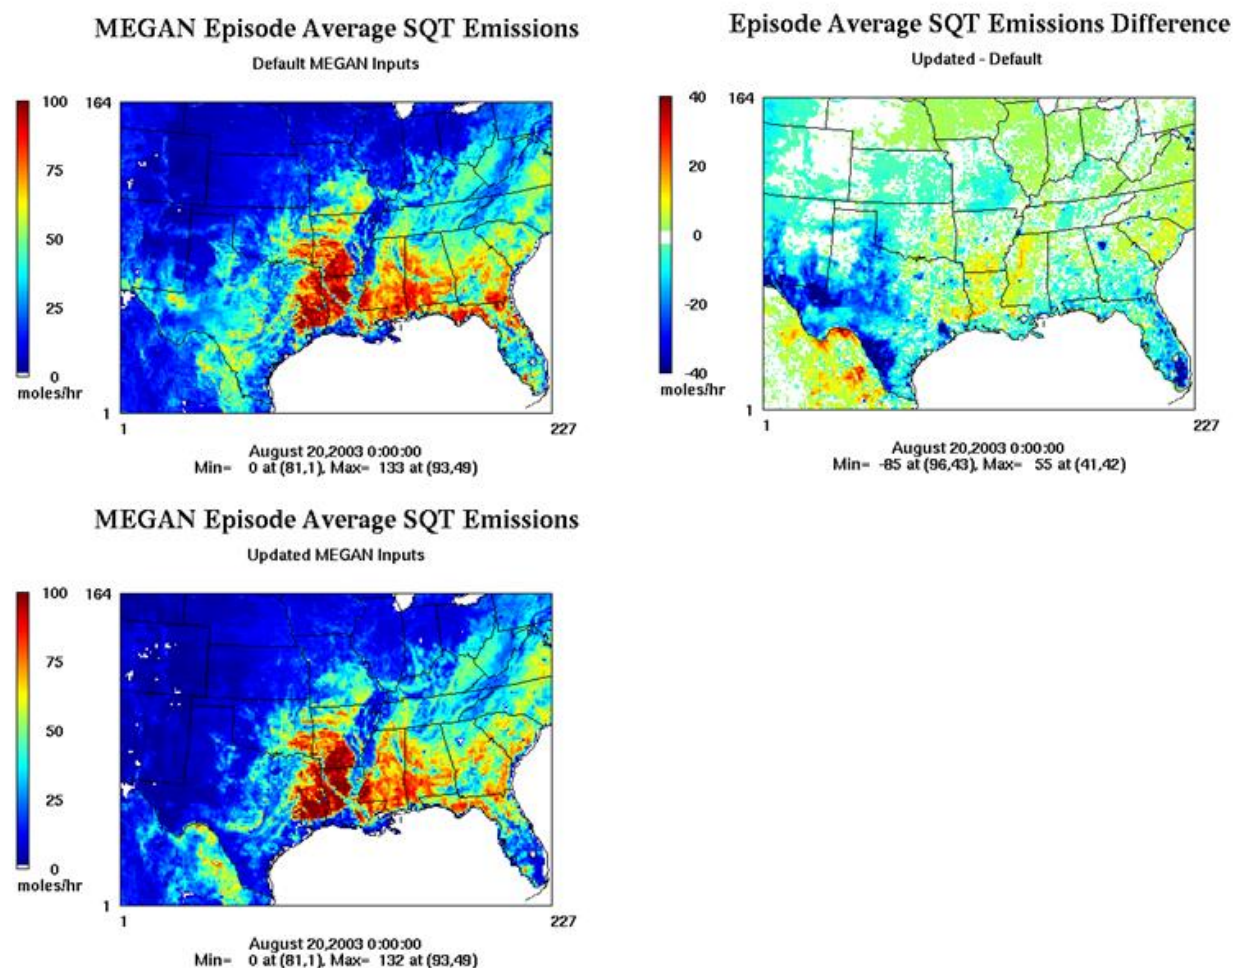 MEGAN Episode Average SQT Emissions
Default MEGAN Inputs
100
75
50
25
0
moles/hr
164
1
1
227
August 20,2003 0:00:00
Min= 0 at (81,1), Max= 133 at (93,49)
Episode Average SQT Emissions Difference
Updated - Default
40
20
0
-20
-40
moles/hr
164
1
1
227
August 20,2003 0:00:00
Min= -85 at (96,43), Max= 55 at (41,42)
MEGAN Episode Average SQT Emissions
Updated MEGAN Inputs
100
75
50
25
0
moles/hr
164
1
1
227
August 20,2003 0:00:00
Min= 0 at (81,1), Max= 132 at (93,49)